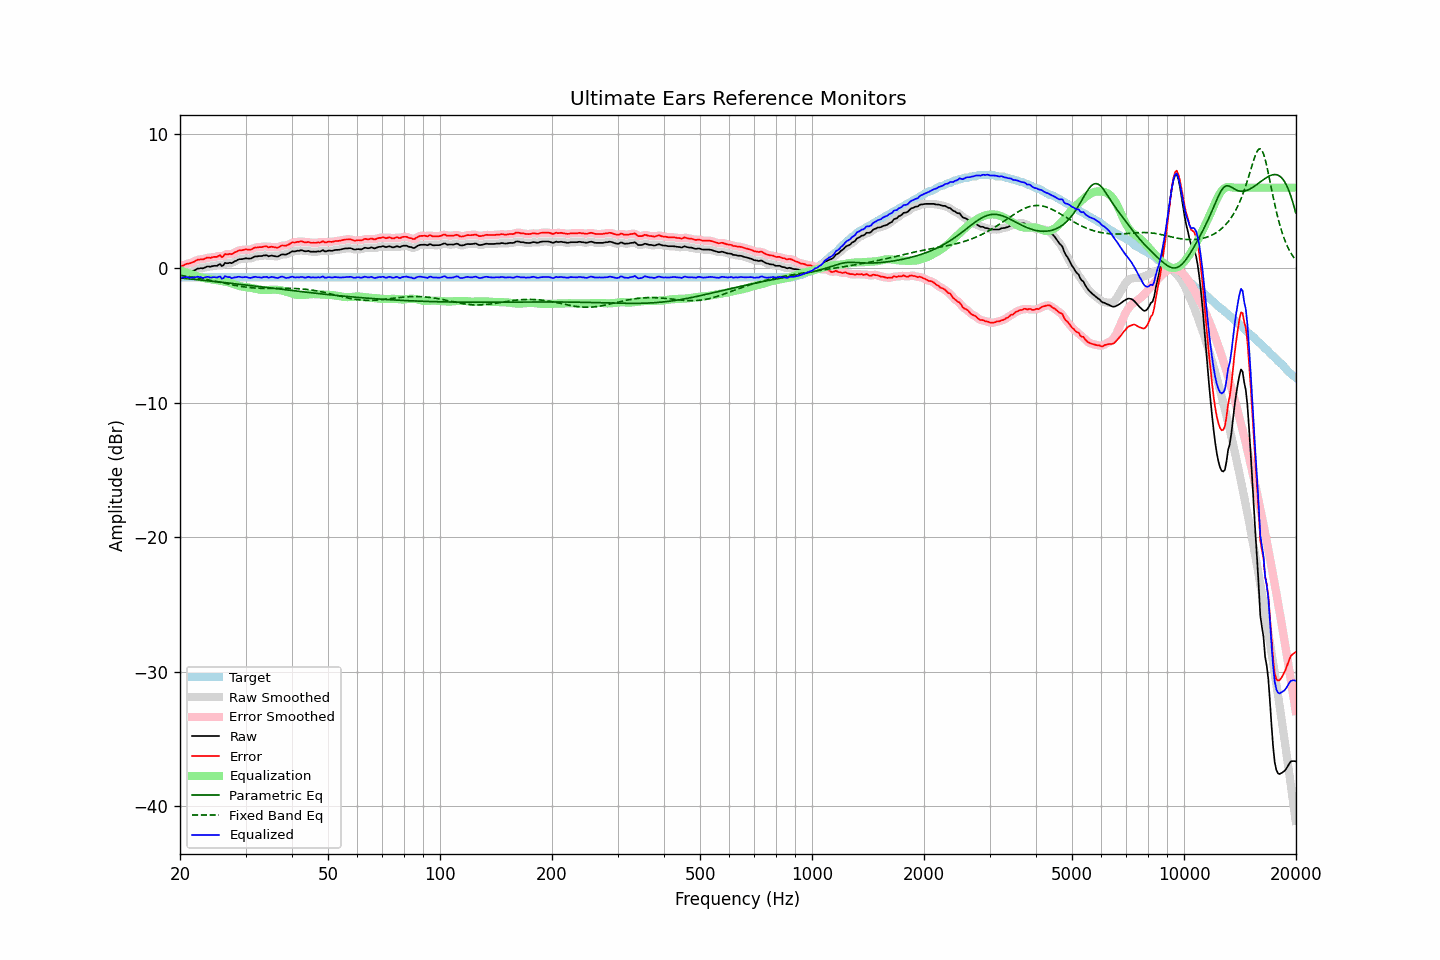 Ultimate Ears Reference Monitors
10
0
−10
−20
−30
−40
Amplitude (dBr)
Target
Raw Smoothed
Error Smoothed
Raw
Error
Equalization
Parametric Eq
Fixed Band Eq
Equalized
20 50 100 200 500 1000 2000 5000 10000 20000
Frequency (Hz)